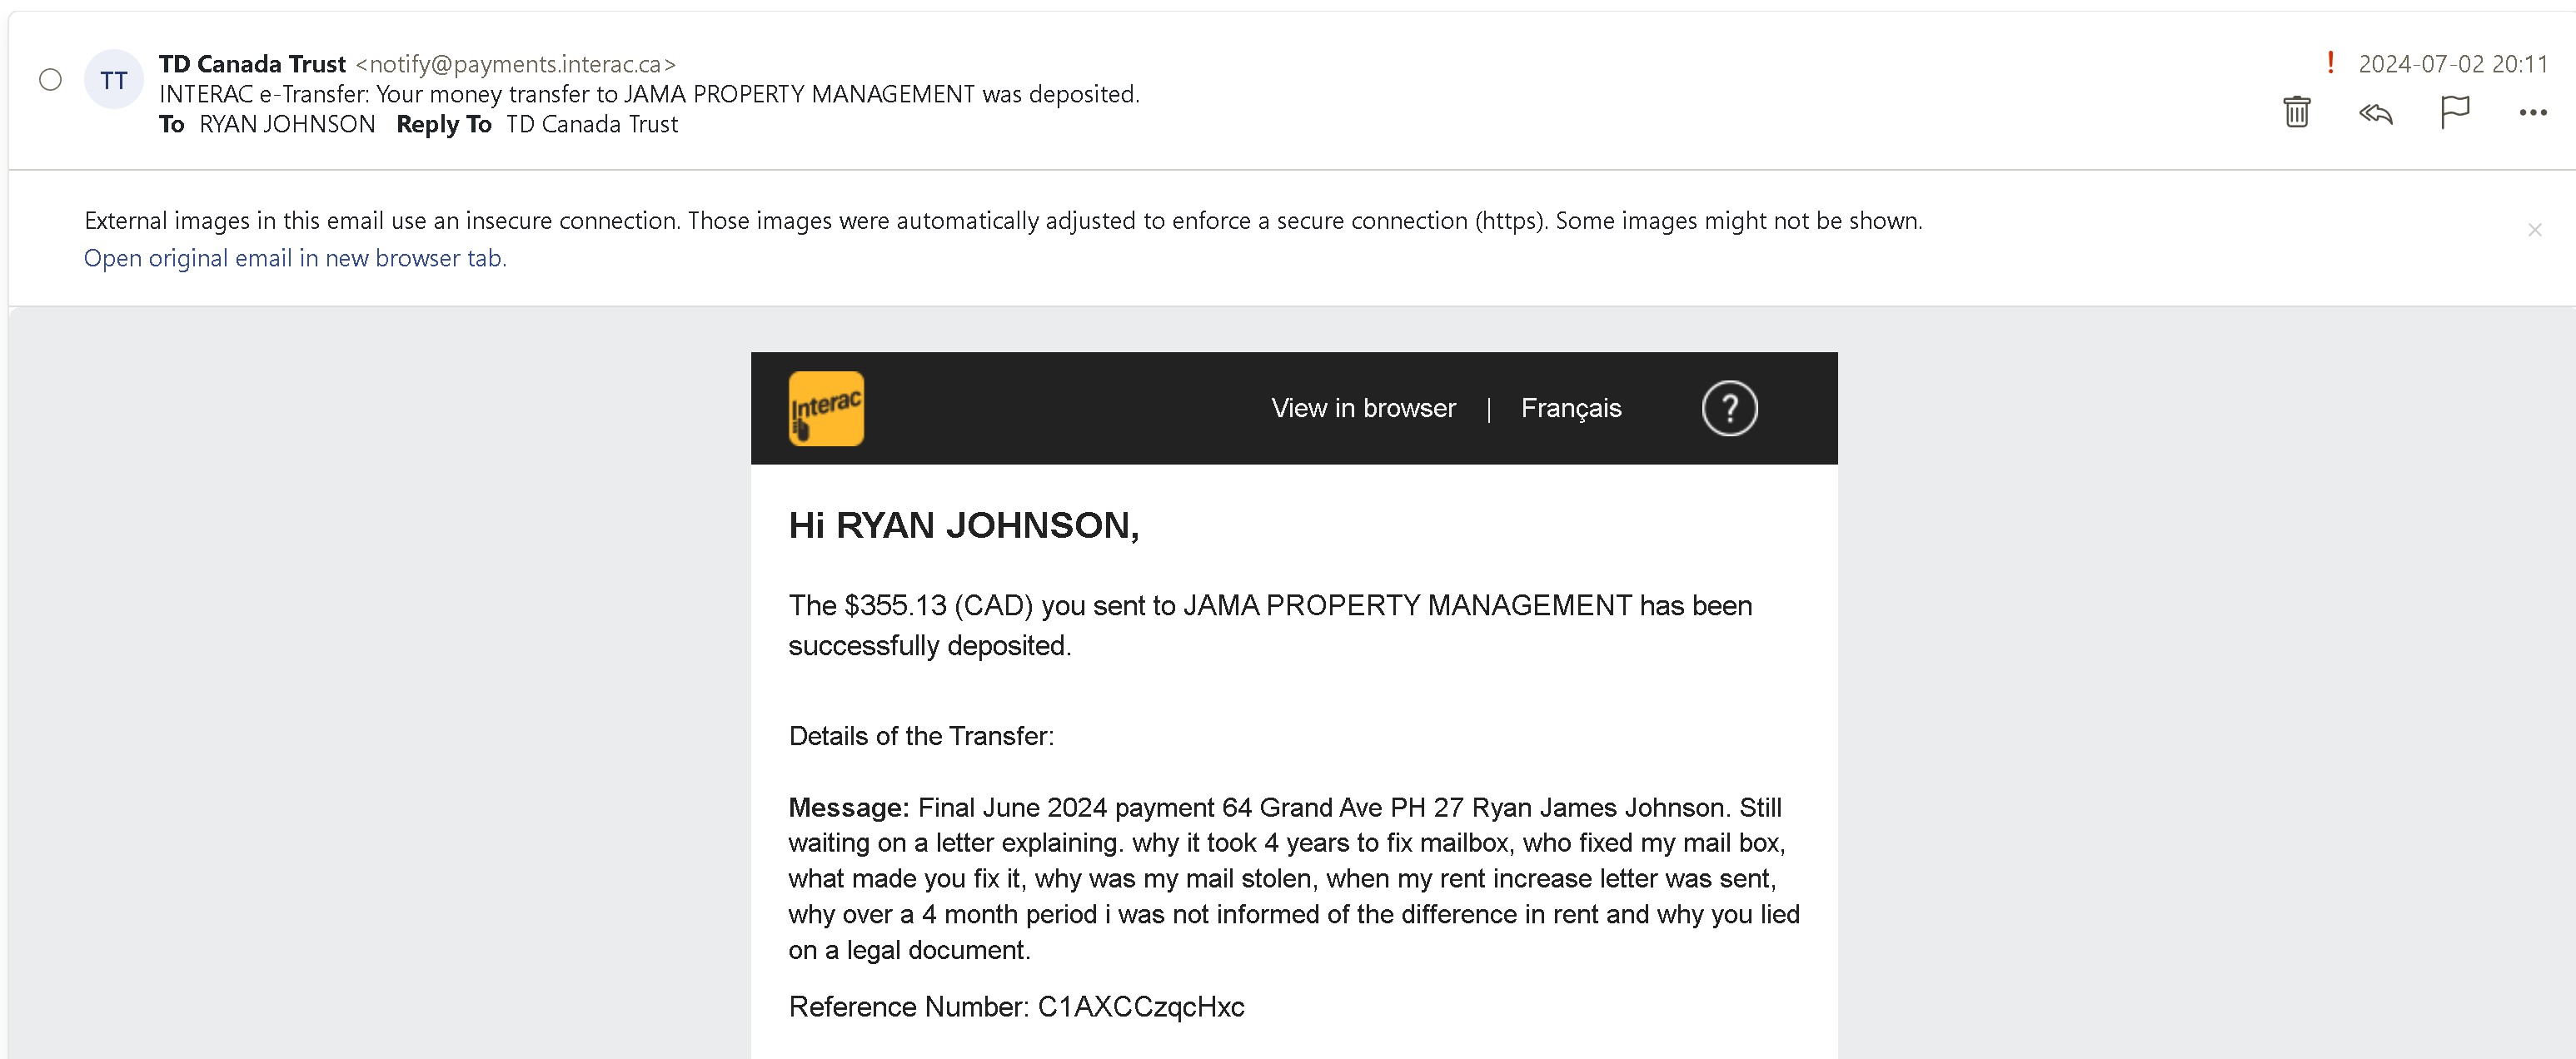 TT
TD Canada Trust <notify@payments.interac.ca>
! 2024-07-02 20:11
INTERAC e-Transfer: Your money transfer to JAMA PROPERTY MANAGEMENT was deposited.
To RYAN JOHNSON Reply To TD Canada Trust
External images in this email use an insecure connection. Those images were automatically adjusted to enforce a secure connection (https). Some images might not be shown.
Open original email in new browser tab.
Interac
View in browser | Français ?
Hi RYAN JOHNSON,
The $355.13 (CAD) you sent to JAMA PROPERTY MANAGEMENT has been
successfully deposited.
Details of the Transfer:
Message: Final June 2024 payment 64 Grand Ave PH 27 Ryan James Johnson. Still
waiting on a letter explaining. why it took 4 years to fix mailbox, who fixed my mail box,
what made you fix it, why was my mail stolen, when my rent increase letter was sent,
why over a 4 month period i was not informed of the difference in rent and why you lied
on a legal document.
Reference Number: C1AXCCzqcHxc